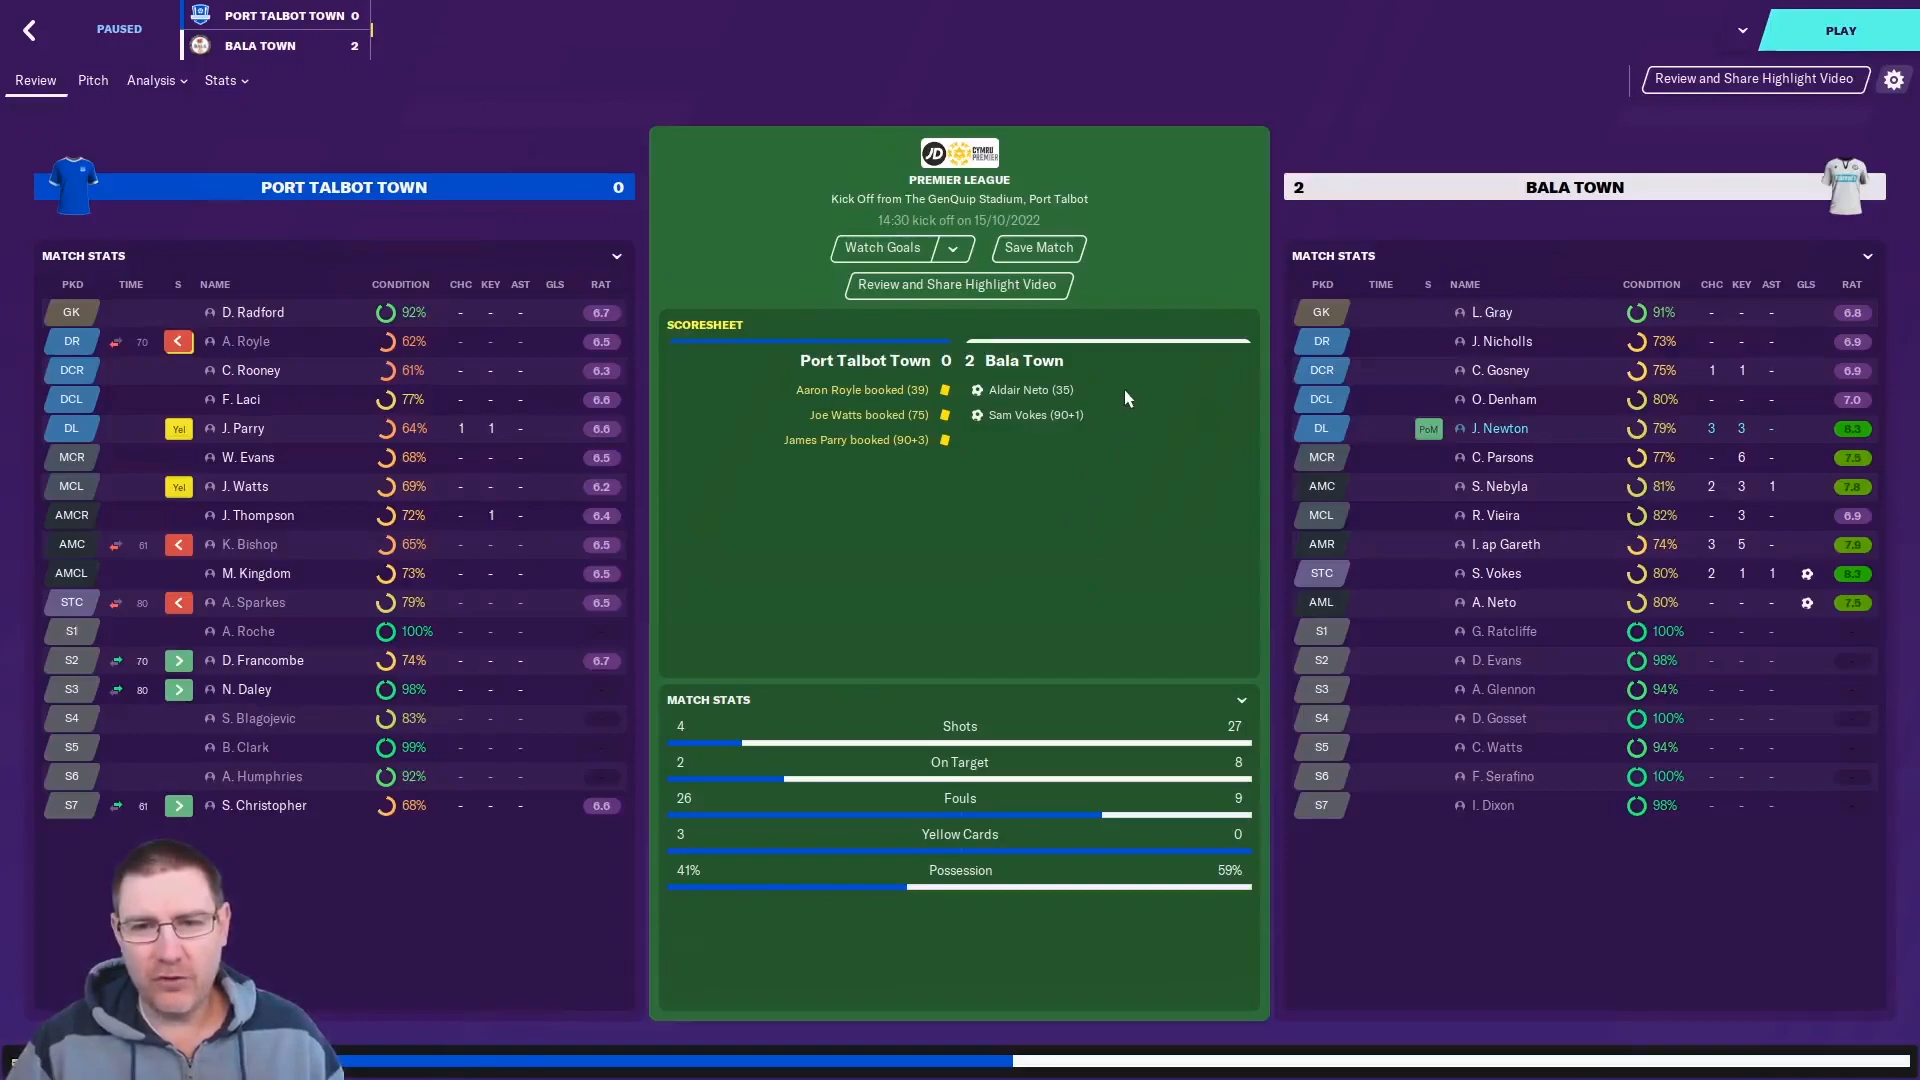 PAUSED
PORT TALBOT TOWN 0
BALA TOWN 2
PLAY
Review Pitch Analysis Stats
Review and Share Highlight Video
PORT TALBOT TOWN 0
MATCH STATS
PKD TIME S NAME CONDITION CHC KEY AST GLS RAT
GK D. Radford 92% - - - 6.7
DR 70 A. Royle 62% - - - 6.5
DCR C. Rooney 61% - - - 6.3
DCL F. Laci 77% - - - 6.6
DL Yel J. Parry 64% 1 1 - 6.6
MCR W. Evans 68% - - - 6.5
MCL Yel J. Watts 69% - - - 6.2
AMCR J. Thompson 72% - 1 - 6.4
AMC 61 K. Bishop 65% - - - 6.5
AMCL M. Kingdom 73% - - - 6.5
STC 80 A. Sparkes 79% - - - 6.5
S1 A. Roche 100% - - -
S2 70 D. Francombe 74% - - - 6.7
S3 80 N. Daley 98% - - -
S4 S. Blagojevic 83% - - -
S5 B. Clark 99% - - -
S6 A. Humphries 92% - - -
S7 61 S. Christopher 68% - - - 6.6
JD CYMRU PREMIER
PREMIER LEAGUE
Kick Off from The GenQuip Stadium, Port Talbot
14:30 kick off on 15/10/2022
Watch Goals Save Match
Review and Share Highlight Video
SCORESHEET
Port Talbot Town 0 2 Bala Town
Aaron Royle booked (39) Aldair Neto (35)
Joe Watts booked (75) Sam Vokes (90+1)
James Parry booked (90+3)
MATCH STATS
4 Shots 27
2 On Target 8
26 Fouls 9
3 Yellow Cards 0
41% Possession 59%
2 BALA TOWN
MATCH STATS
PKD TIME S NAME CONDITION CHC KEY AST GLS RAT
GK L. Gray 91% - - - 6.8
DR J. Nicholls 73% - - - 6.9
DCR C. Gosney 75% 1 1 - 6.9
DCL O. Denham 80% - - - 7.0
DL PoM J. Newton 79% 3 3 - 8.3
MCR C. Parsons 77% - 6 - 7.5
AMC S. Nebyla 81% 2 3 1 7.8
MCL R. Vieira 82% - 3 - 6.9
AMR I. ap Gareth 74% 3 5 - 7.9
STC S. Vokes 80% 2 1 1 8.3
AML A. Neto 80% - - - 7.5
S1 G. Ratcliffe 100% - - -
S2 D. Evans 98% - - -
S3 A. Glennon 94% - - -
S4 D. Gosset 100% - - -
S5 C. Watts 94% - - -
S6 F. Serafino 100% - - -
S7 I. Dixon 98% - - -